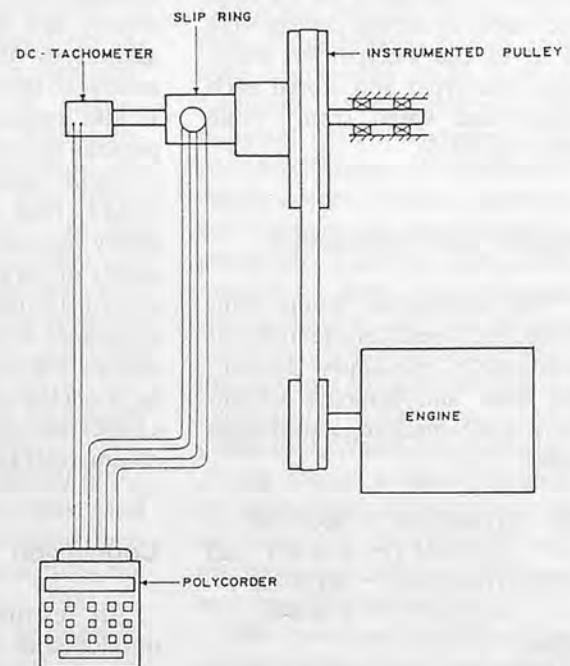 SLIP RING
DC-TACHOMETER
INSTRUMENTED PULLEY
ENGINE
POLYCORDER